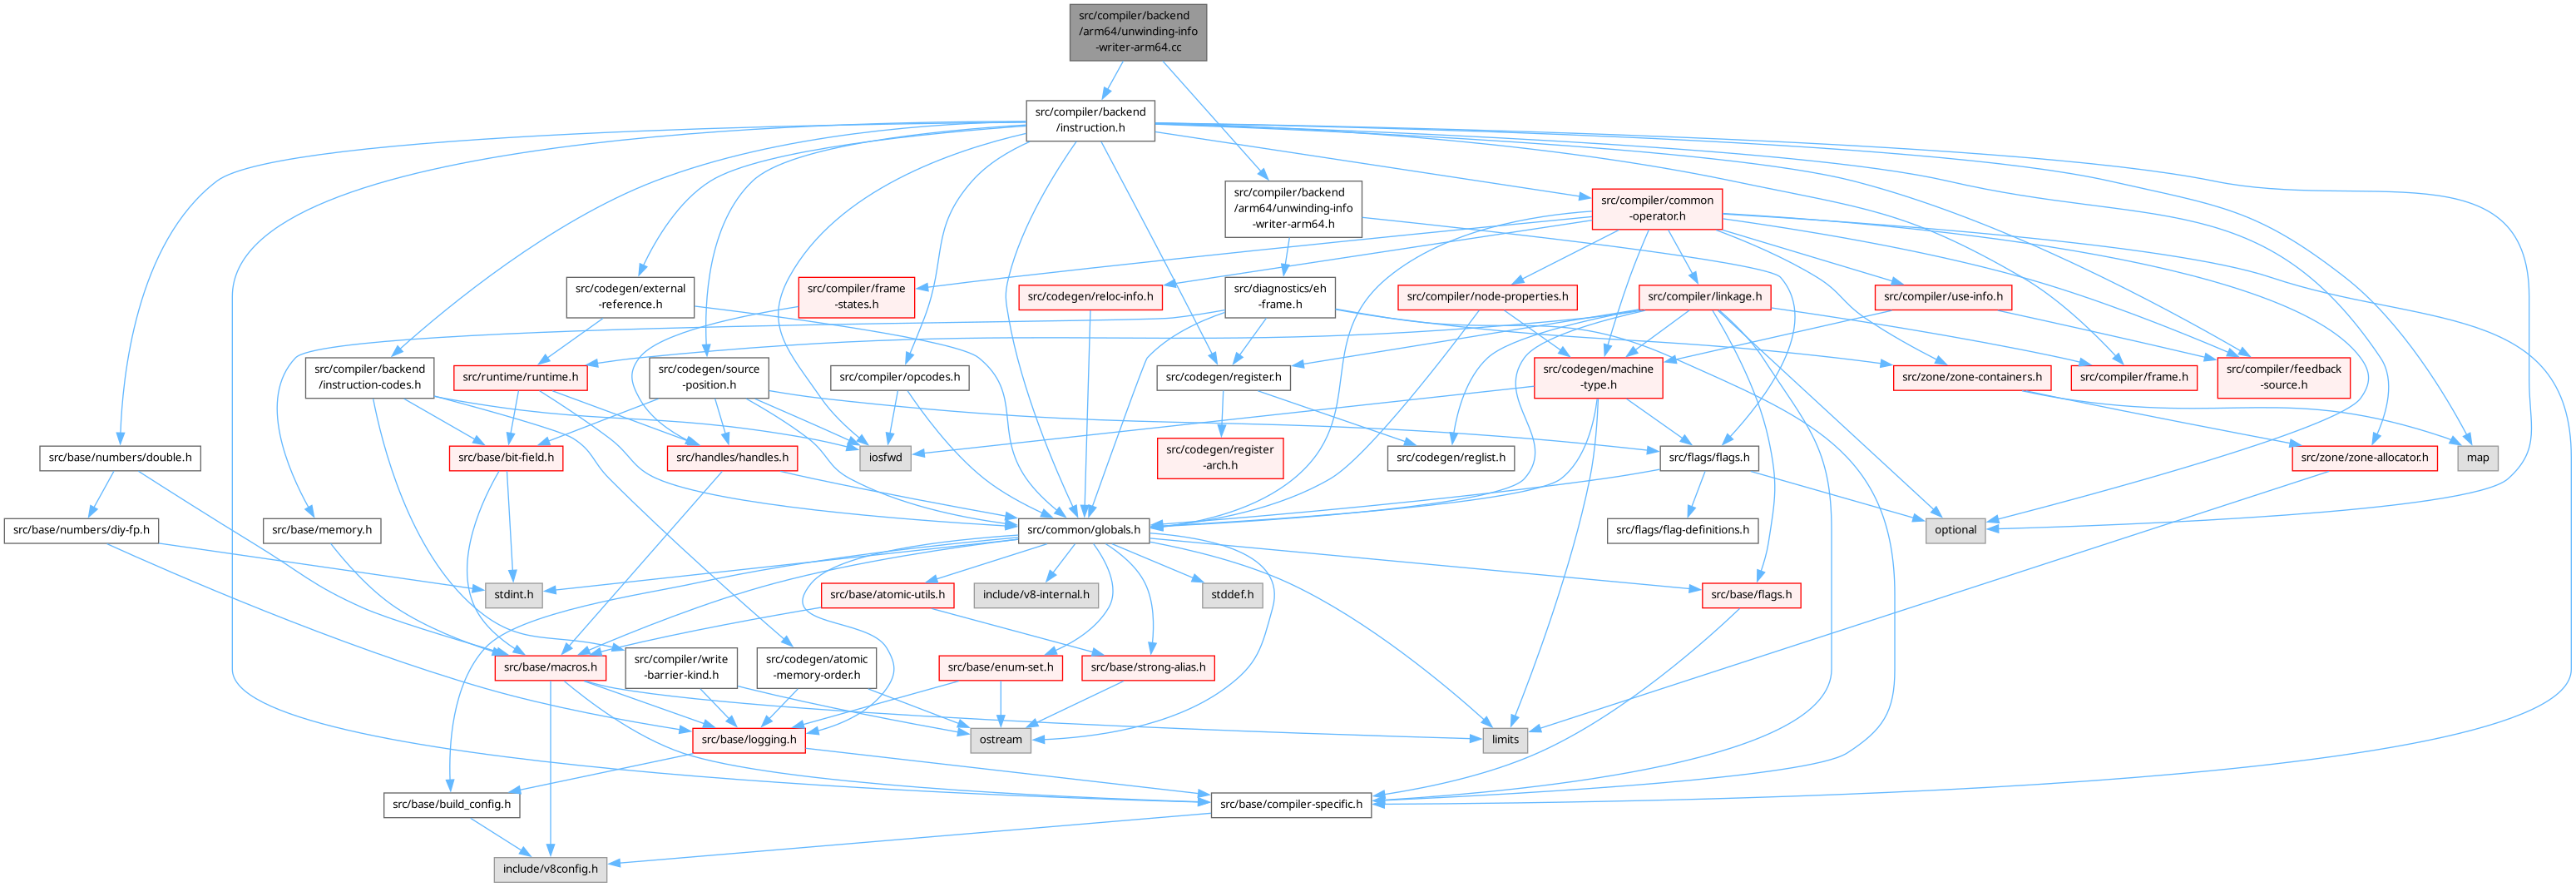 src/compiler/backend
/arm64/unwinding-info
-writer-arm64.cc
src/compiler/backend
/instruction.h
src/compiler/backend
/arm64/unwinding-info
-writer-arm64.h
src/compiler/common
-operator.h
src/codegen/external
-reference.h
src/compiler/frame
-states.h
src/codegen/reloc-info.h
src/diagnostics/eh
-frame.h
src/compiler/node-properties.h
src/compiler/linkage.h
src/compiler/use-info.h
src/compiler/backend
/instruction-codes.h
src/runtime/runtime.h
src/codegen/source
-position.h
src/compiler/opcodes.h
src/codegen/register.h
src/codegen/machine
-type.h
src/zone/zone-containers.h
src/compiler/frame.h
src/compiler/feedback
-source.h
src/base/numbers/double.h
src/base/bit-field.h
src/handles/handles.h
iosfwd
src/codegen/register
-arch.h
src/codegen/reglist.h
src/flags/flags.h
src/zone/zone-allocator.h
map
src/base/numbers/diy-fp.h
src/base/memory.h
src/common/globals.h
src/flags/flag-definitions.h
optional
stdint.h
src/base/atomic-utils.h
include/v8-internal.h
stddef.h
src/base/flags.h
src/base/macros.h
src/compiler/write
-barrier-kind.h
src/codegen/atomic
-memory-order.h
src/base/enum-set.h
src/base/strong-alias.h
src/base/logging.h
ostream
limits
src/base/build_config.h
src/base/compiler-specific.h
include/v8config.h